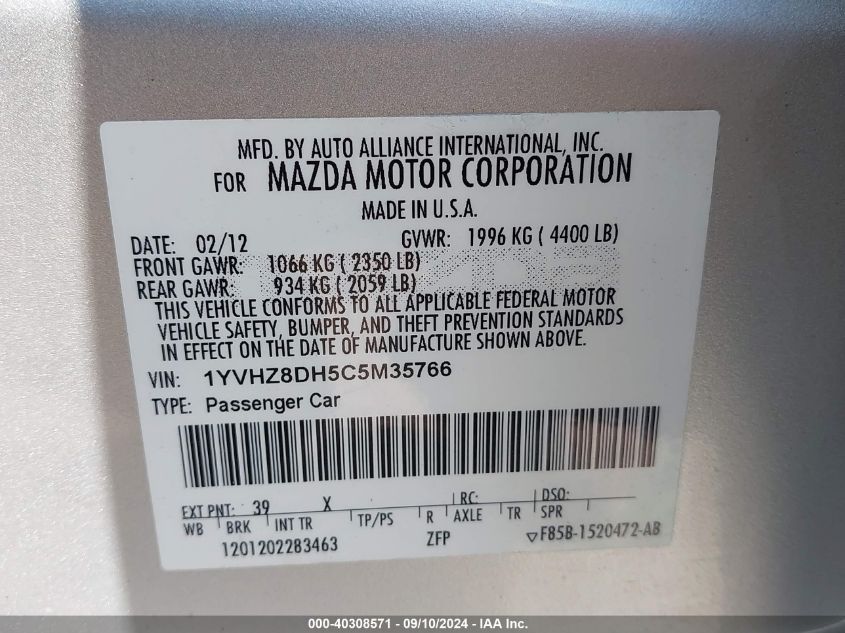 MFD. BY AUTO ALLIANCE INTERNATIONAL, INC.
FOR MAZDA MOTOR CORPORATION
MADE IN U.S.A.
DATE: 02/12 GVWR: 1996 KG ( 4400 LB)
FRONT GAWR: 1066 KG ( 2350 LB)
REAR GAWR: 934 KG ( 2059 LB)
THIS VEHICLE CONFORMS TO ALL APPLICABLE FEDERAL MOTOR
VEHICLE SAFETY, BUMPER, AND THEFT PREVENTION STANDARDS
IN EFFECT ON THE DATE OF MANUFACTURE SHOWN ABOVE.
VIN: 1YVHZ8DH5C5M35766
TYPE: Passenger Car
EXT PNT: 39 X RC: DSO:
WB BRK INT TR TP/PS R AXLE TR SPR
1201202283463 ZFP ▽F85B-1520472-AB
000-40308571 - 09/10/2024 - IAA Inc.